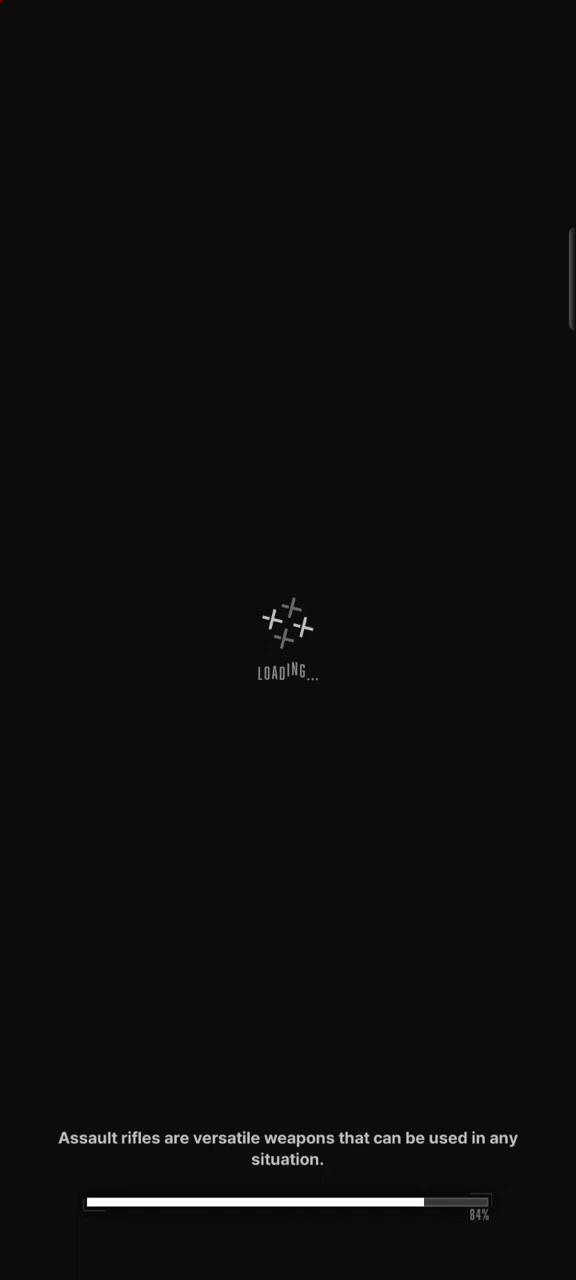 LOADING...
Assault rifles are versatile weapons that can be used in any
situation.
84%